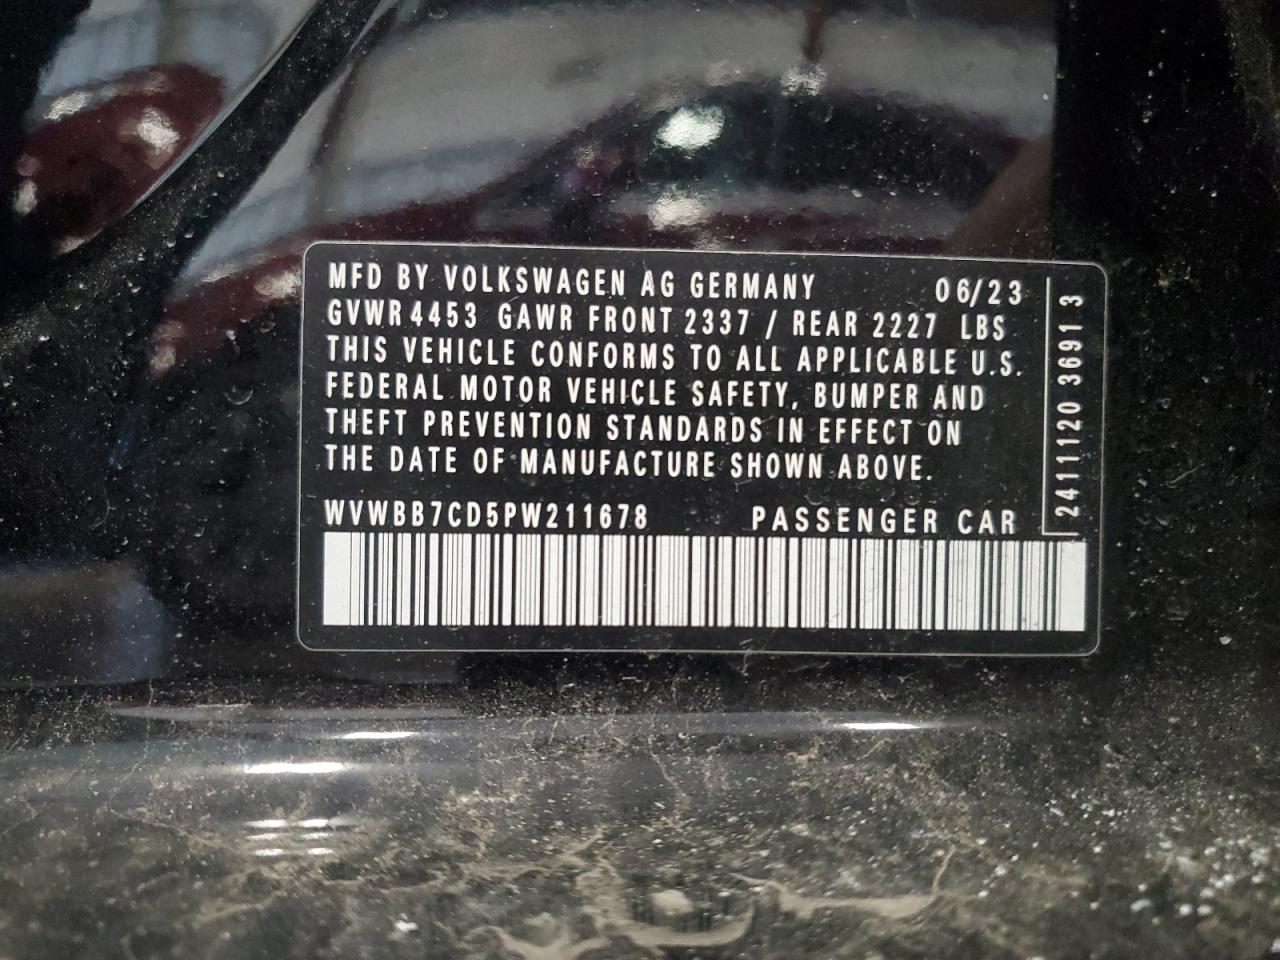 MFD BY VOLKSWAGEN AG GERMANY 06/23
GVWR 4453 GAWR FRONT 2337 / REAR 2227 LBS
THIS VEHICLE CONFORMS TO ALL APPLICABLE U.S.
FEDERAL MOTOR VEHICLE SAFETY, BUMPER AND
THEFT PREVENTION STANDARDS IN EFFECT ON
THE DATE OF MANUFACTURE SHOWN ABOVE.
WVWBB7CD5PW211678 PASSENGER CAR
2411120 3691 3